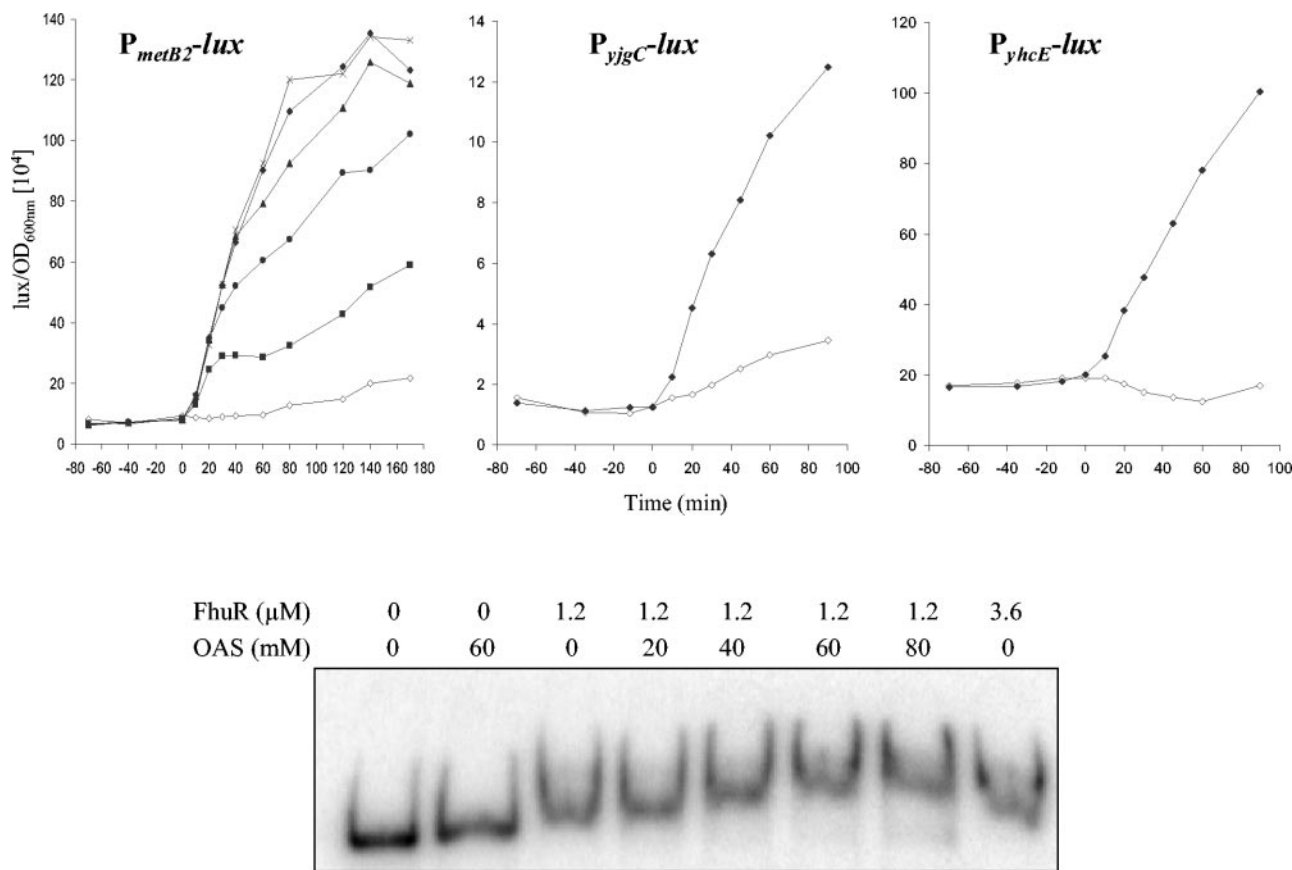 P_metB2-lux
P_yjgC-lux
P_yhcE-lux
lux/OD600nm [10⁴]
140
120
100
80
60
40
20
0
-80 -60 -40 -20 0 20 40 60 80 100 120 140 160 180
14
12
10
8
6
4
2
0
-80 -60 -40 -20 0 20 40 60 80 100
120
100
80
60
40
20
0
-80 -60 -40 -20 0 20 40 60 80 100
Time (min)
FhuR (µM) 0 0 1.2 1.2 1.2 1.2 1.2 3.6
OAS (mM) 0 60 0 20 40 60 80 0